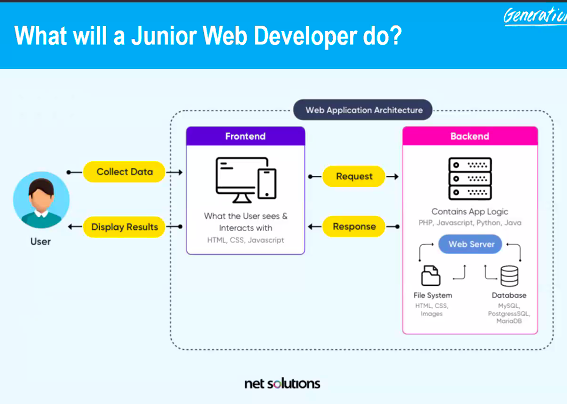 Generation
What will a Junior Web Developer do?
Web Application Architecture
Frontend
Backend
Collect Data
Request
What the User sees &
Interacts with
HTML, CSS, Javascript
Contains App Logic
PHP, Javascript, Python, Java
Display Results
Response
User
Web Server
File System
HTML, CSS,
Images
Database
MySQL,
PostgressSQL,
MariaDB
net solutions